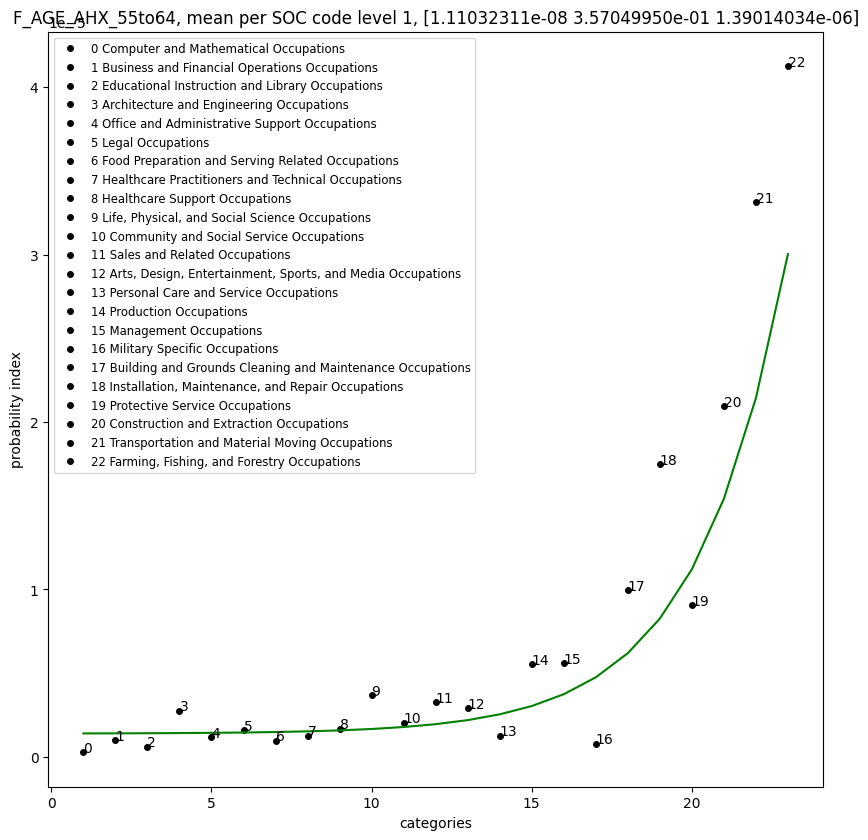 F_AGE_AHX_55to64, mean per SOC code level 1, [1.11032311e-08 3.57049950e-01 1.39014034e-06]
1e−5
0 Computer and Mathematical Occupations
1 Business and Financial Operations Occupations
2 Educational Instruction and Library Occupations
3 Architecture and Engineering Occupations
4 Office and Administrative Support Occupations
5 Legal Occupations
6 Food Preparation and Serving Related Occupations
7 Healthcare Practitioners and Technical Occupations
8 Healthcare Support Occupations
9 Life, Physical, and Social Science Occupations
10 Community and Social Service Occupations
11 Sales and Related Occupations
12 Arts, Design, Entertainment, Sports, and Media Occupations
13 Personal Care and Service Occupations
14 Production Occupations
15 Management Occupations
16 Military Specific Occupations
17 Building and Grounds Cleaning and Maintenance Occupations
18 Installation, Maintenance, and Repair Occupations
19 Protective Service Occupations
20 Construction and Extraction Occupations
21 Transportation and Material Moving Occupations
22 Farming, Fishing, and Forestry Occupations
4
3
2
1
0
probability index
0
1
2
3
4
5
6
7
8
9
10
11
12
13
14
15
16
17
18
19
20
21
22
0
5
10
15
20
categories